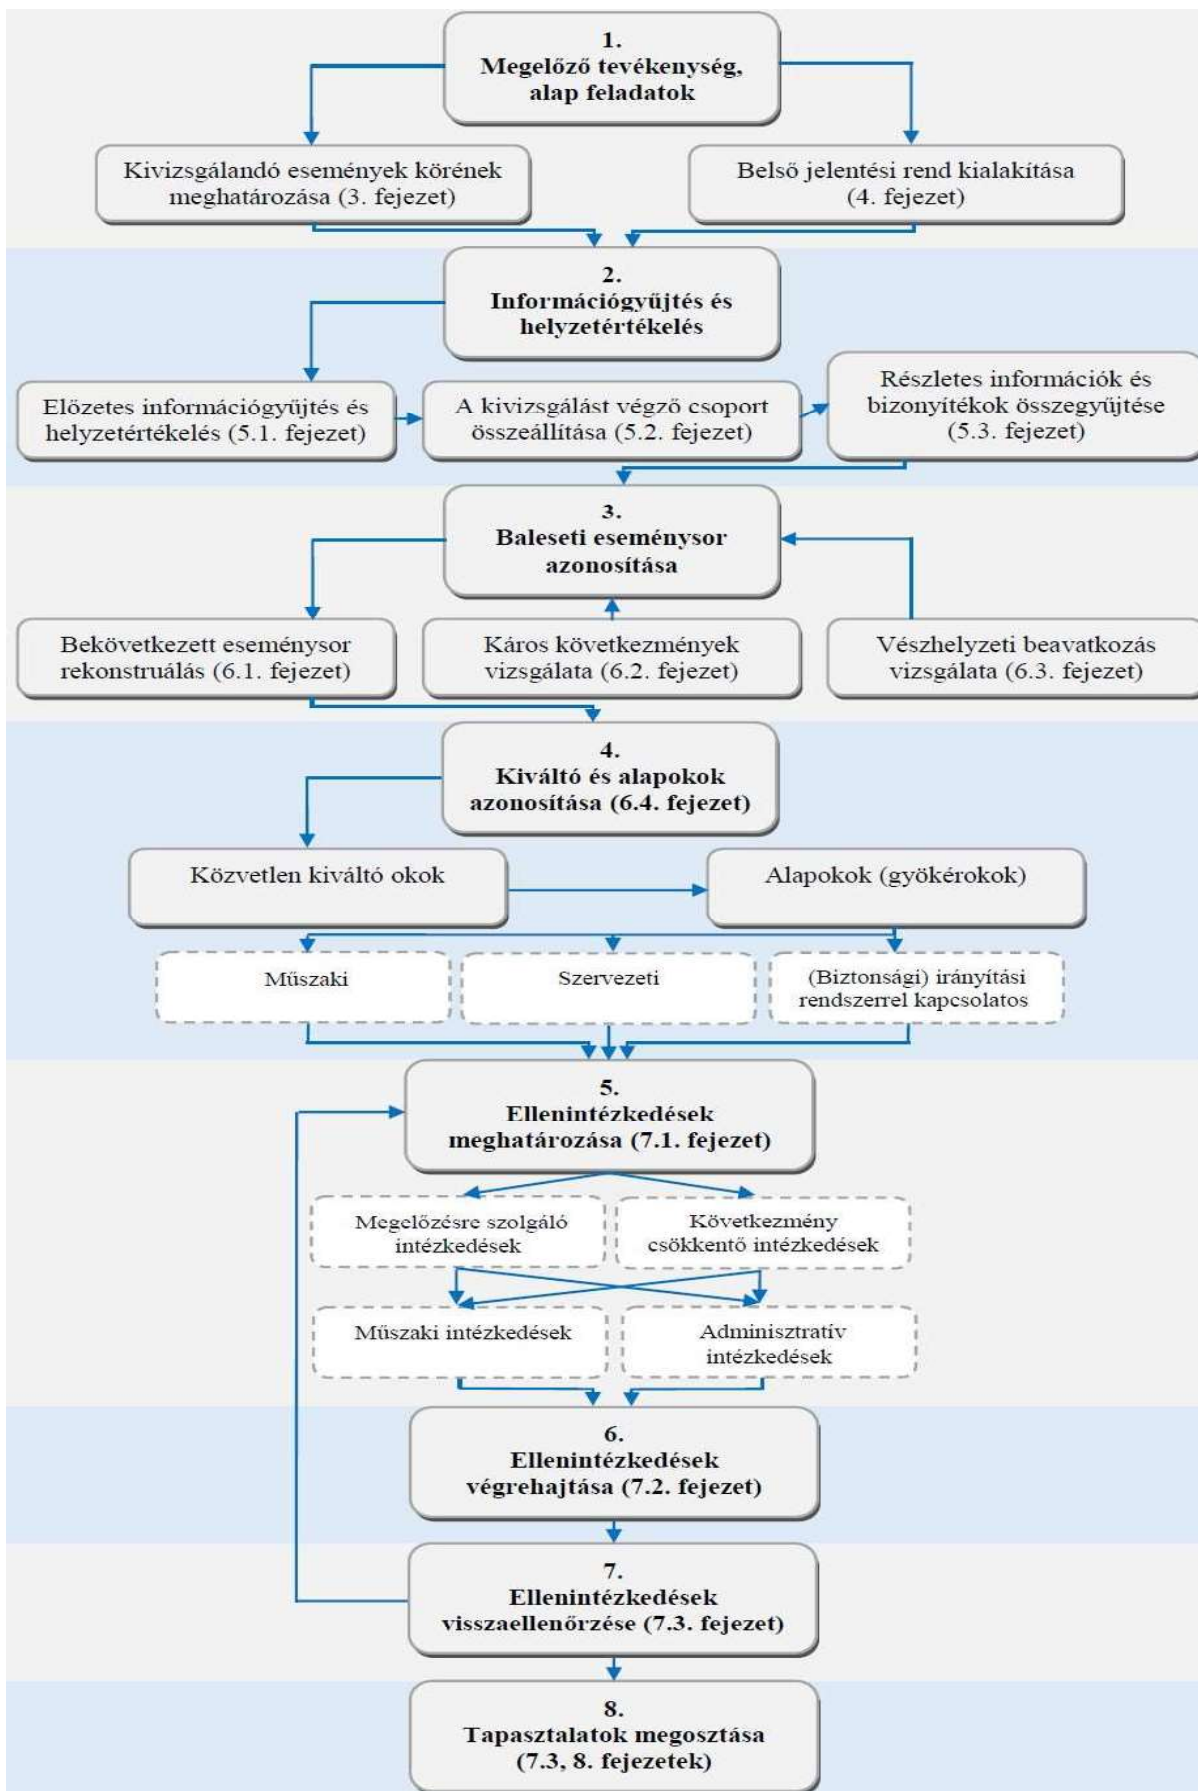 1.
Megelőző tevékenység,
alap feladatok
Kivizsgálandó események körének
meghatározása (3. fejezet)
Belső jelentési rend kialakítása
(4. fejezet)
2.
Információgyűjtés és
helyzetértékelés
Előzetes információgyűjtés és
helyzetértékelés (5.1. fejezet)
A kivizsgálást végző csoport
összeállítása (5.2. fejezet)
Részletes információk és
bizonyítékok összegyűjtése
(5.3. fejezet)
3.
Baleseti eseménysor
azonosítása
Bekövetkezett eseménysor
rekonstruálás (6.1. fejezet)
Káros következmények
vizsgálata (6.2. fejezet)
Vészhelyzeti beavatkozás
vizsgálata (6.3. fejezet)
4.
Kiváltó és alapokok
azonosítása (6.4. fejezet)
Közvetlen kiváltó okok
Alapokok (gyökérokok)
Műszaki
Szervezeti
(Biztonsági) irányítási
rendszerrel kapcsolatos
5.
Ellenintézkedések
meghatározása (7.1. fejezet)
Megelőzésre szolgáló
intézkedések
Következmény
csökkentő intézkedések
Műszaki intézkedések
Adminisztratív
intézkedések
6.
Ellenintézkedések
végrehajtása (7.2. fejezet)
7.
Ellenintézkedések
visszaellenőrzése (7.3. fejezet)
8.
Tapasztalatok megosztása
(7.3, 8. fejezetek)